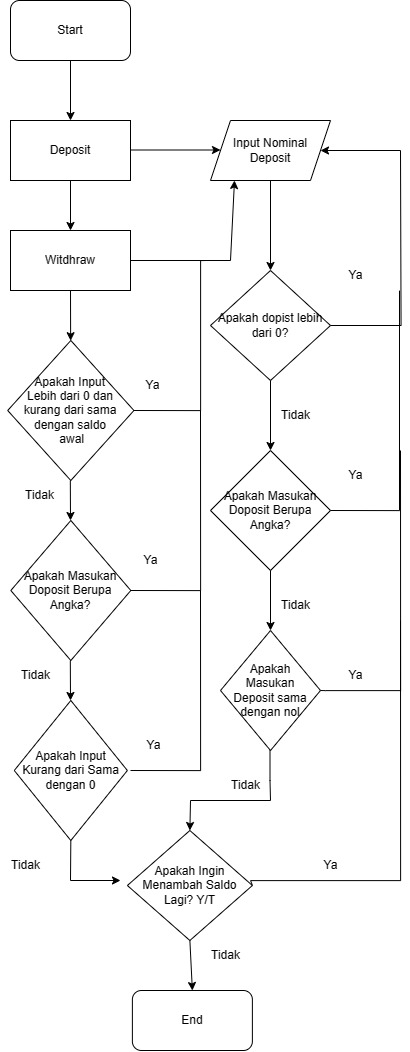 Start
Deposit
Input Nominal
Deposit
Witdhraw
Ya
Apakah dopist lebih
dari 0?
Apakah Input
Lebih dari 0 dan
kurang dari sama
dengan saldo
awal
Ya
Tidak
Tidak
Ya
Apakah Masukan
Doposit Berupa
Angka?
Ya
Apakah Masukan
Doposit Berupa
Angka?
Tidak
Tidak
Apakah
Masukan
Deposit sama
dengan nol
Ya
Ya
Apakah Input
Kurang dari Sama
dengan 0
Tidak
Tidak
Ya
Apakah Ingin
Menambah Saldo
Lagi? Y/T
Tidak
End